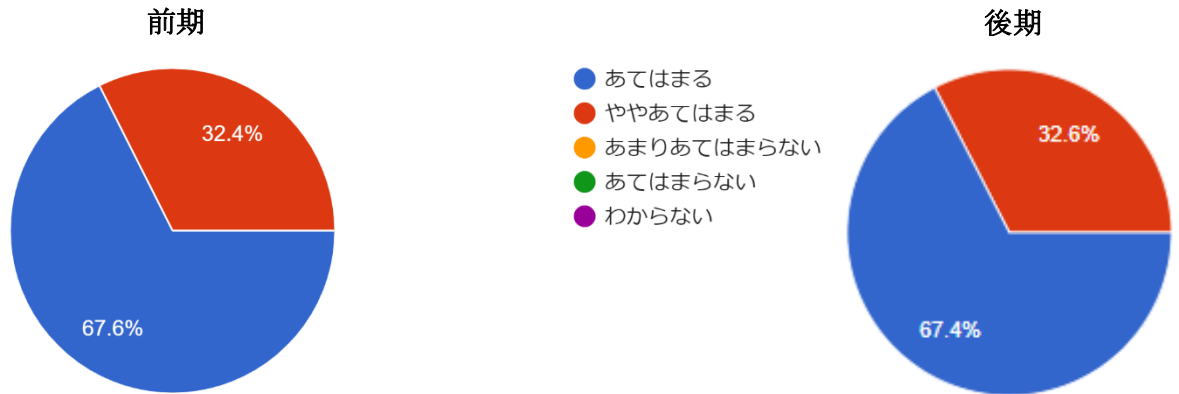 前期
32.4%
67.6%
あてはまる
ややあてはまる
あまりあてはまらない
あてはまらない
わからない
後期
32.6%
67.4%